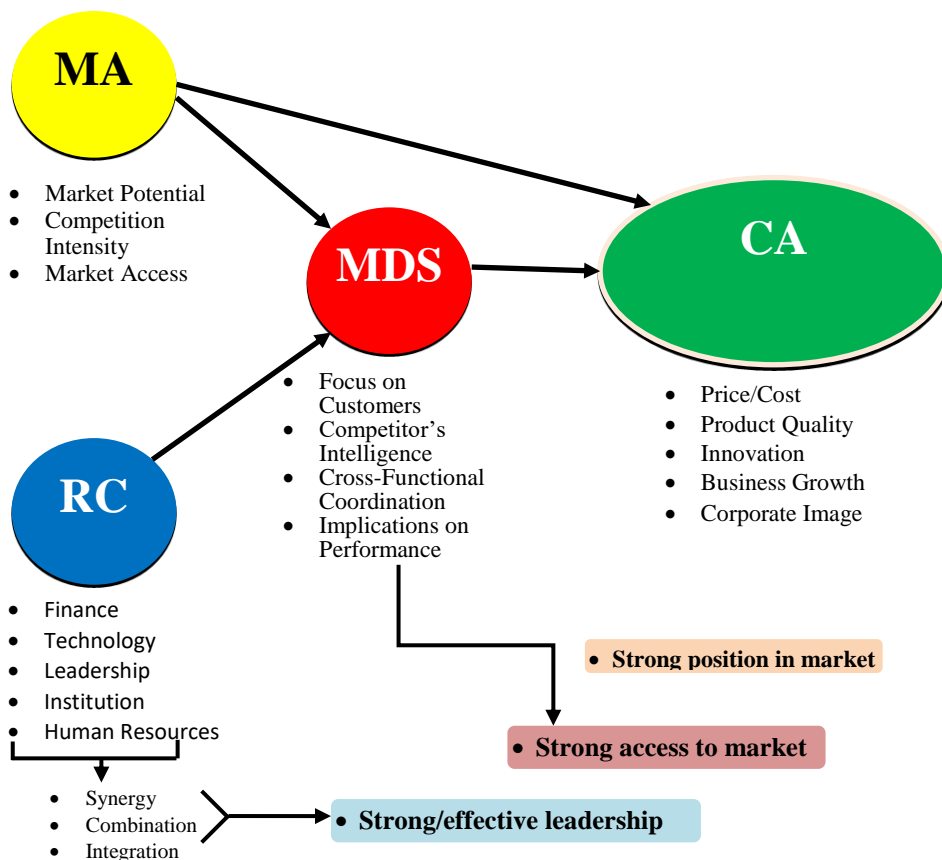 MA
• Market Potential
• Competition
Intensity
• Market Access
MDS
• Focus on
Customers
• Competitor’s
Intelligence
• Cross-Functional
Coordination
• Implications on
Performance
CA
• Price/Cost
• Product Quality
• Innovation
• Business Growth
• Corporate Image
RC
• Finance
• Technology
• Leadership
• Institution
• Human Resources
• Synergy
• Combination
• Integration
• Strong position in market
• Strong access to market
• Strong/effective leadership